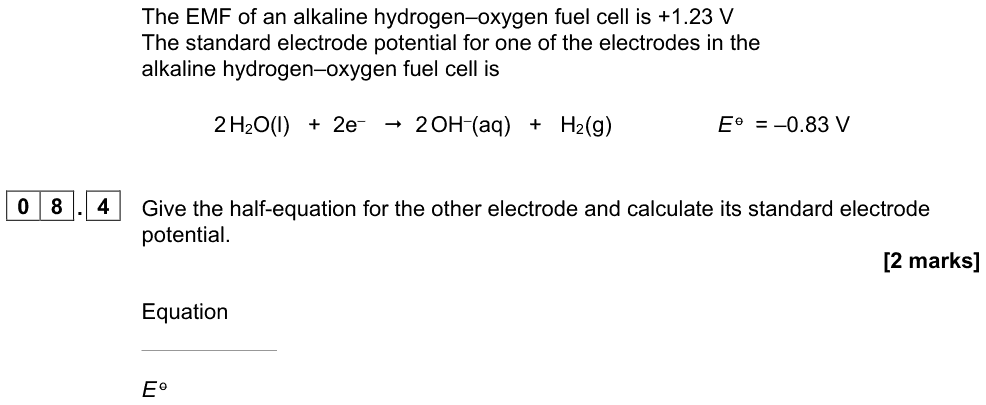 The EMF of an alkaline hydrogen–oxygen fuel cell is +1.23 V
The standard electrode potential for one of the electrodes in the
alkaline hydrogen–oxygen fuel cell is
2 H₂O(l) + 2e⁻ → 2 OH⁻(aq) + H₂(g) E⦵ = –0.83 V
0 8 . 4 Give the half-equation for the other electrode and calculate its standard electrode
potential.
[2 marks]
Equation
E⦵